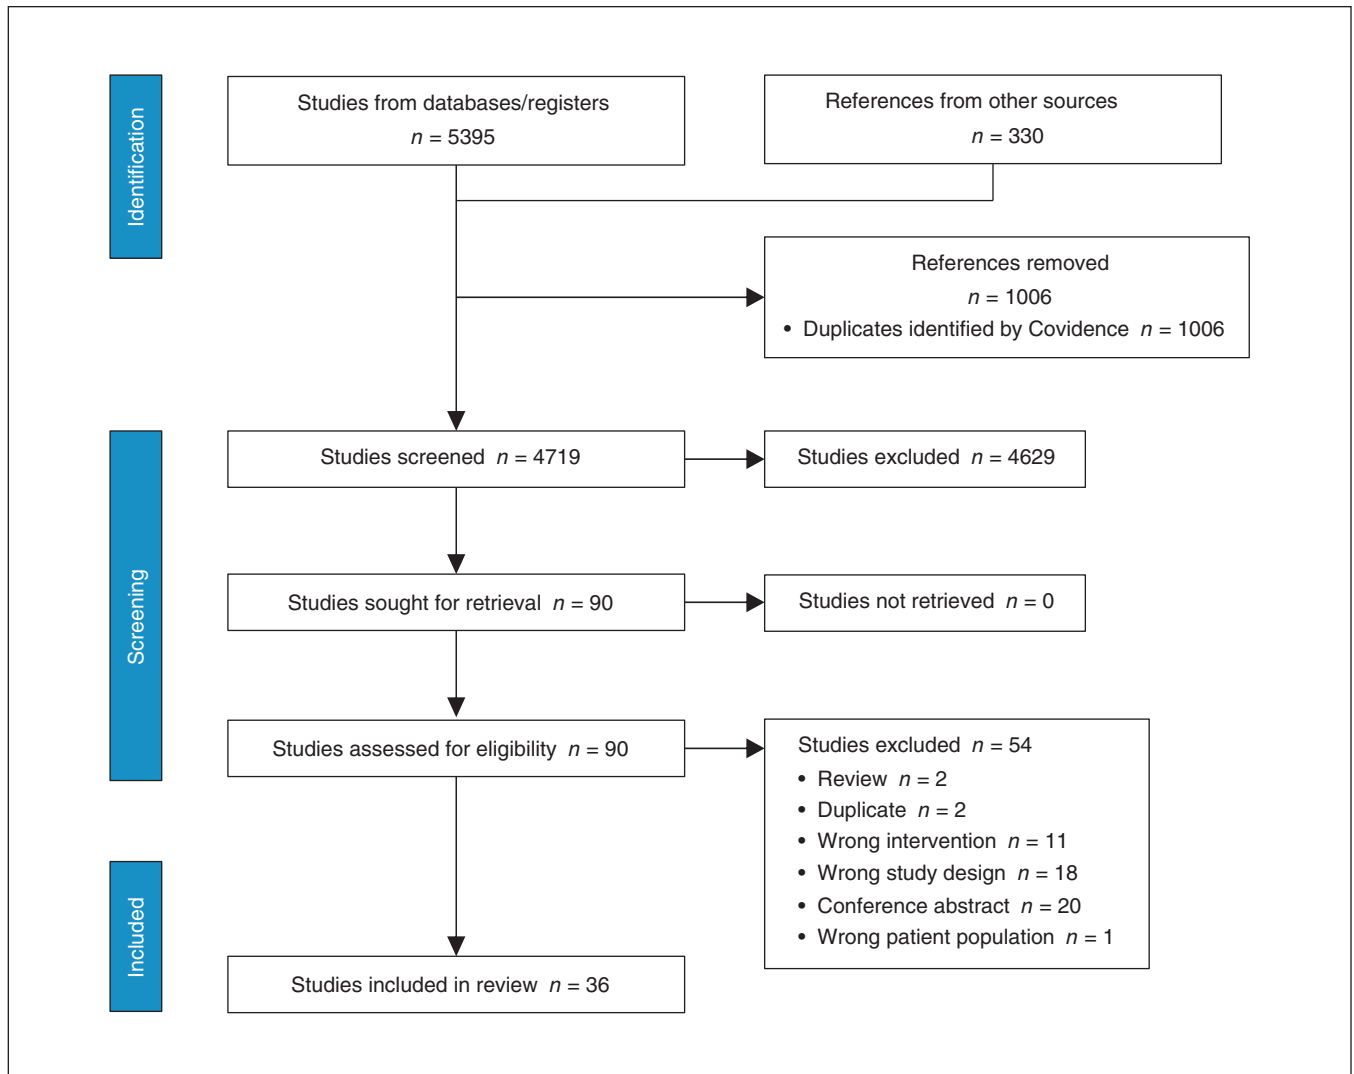 Identification
Studies from databases/registers
n = 5395
References from other sources
n = 330
References removed
n = 1006
• Duplicates identified by Covidence n = 1006
Screening
Studies screened n = 4719
Studies excluded n = 4629
Studies sought for retrieval n = 90
Studies not retrieved n = 0
Studies assessed for eligibility n = 90
Studies excluded n = 54
• Review n = 2
• Duplicate n = 2
• Wrong intervention n = 11
• Wrong study design n = 18
• Conference abstract n = 20
• Wrong patient population n = 1
Included
Studies included in review n = 36